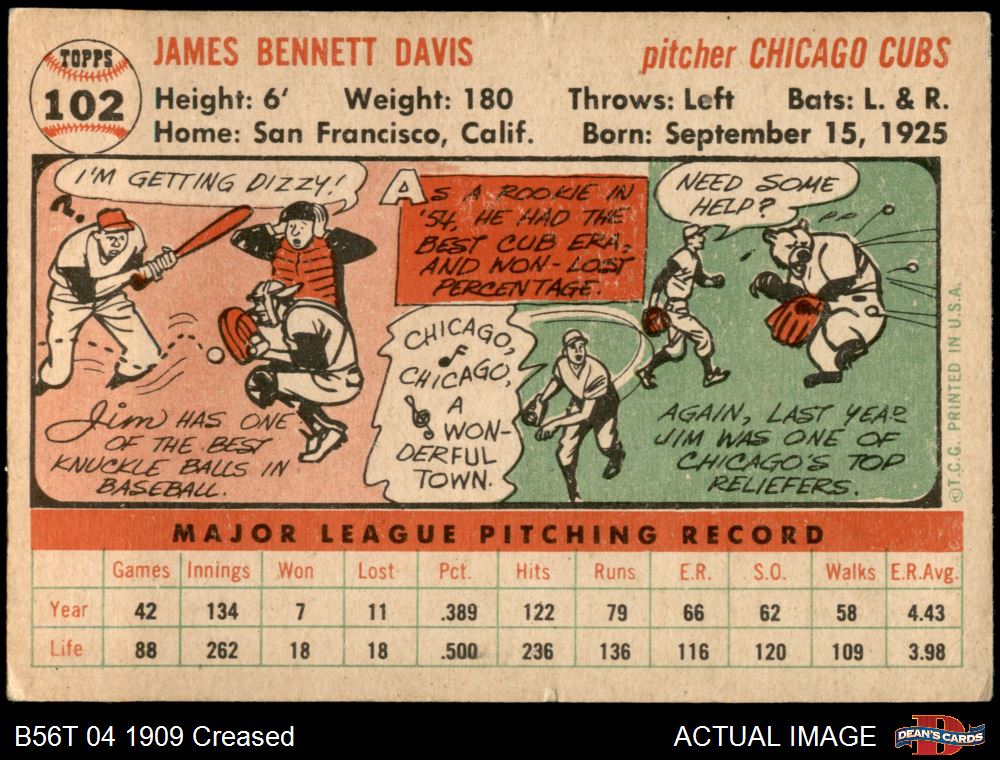 TOPPS
102
JAMES BENNETT DAVIS
pitcher CHICAGO CUBS
Height: 6' Weight: 180 Throws: Left Bats: L. & R.
Home: San Francisco, Calif. Born: September 15, 1925
I'M GETTING DIZZY!
Jim HAS ONE
OF THE BEST
KNUCKLE BALLS IN
BASEBALL.
AS A ROOKIE IN
'54, HE HAD THE
BEST CUB ERA,
AND WON-LOST
PERCENTAGE.
CHICAGO,
CHICAGO,
A
WON-
DERFUL
TOWN.
NEED SOME
HELP?
AGAIN, LAST YEAR
JIM WAS ONE OF
CHICAGO'S TOP
RELIEFERS.
©T.C.G. PRINTED IN U.S.A.
MAJOR LEAGUE PITCHING RECORD
Games Innings Won Lost Pct. Hits Runs E.R. S.O. Walks E.R.Avg.
Year 42 134 7 11 .389 122 79 66 62 58 4.43
Life 88 262 18 18 .500 236 136 116 120 109 3.98
B56T 04 1909 Creased
ACTUAL IMAGE
DEAN'S CARDS